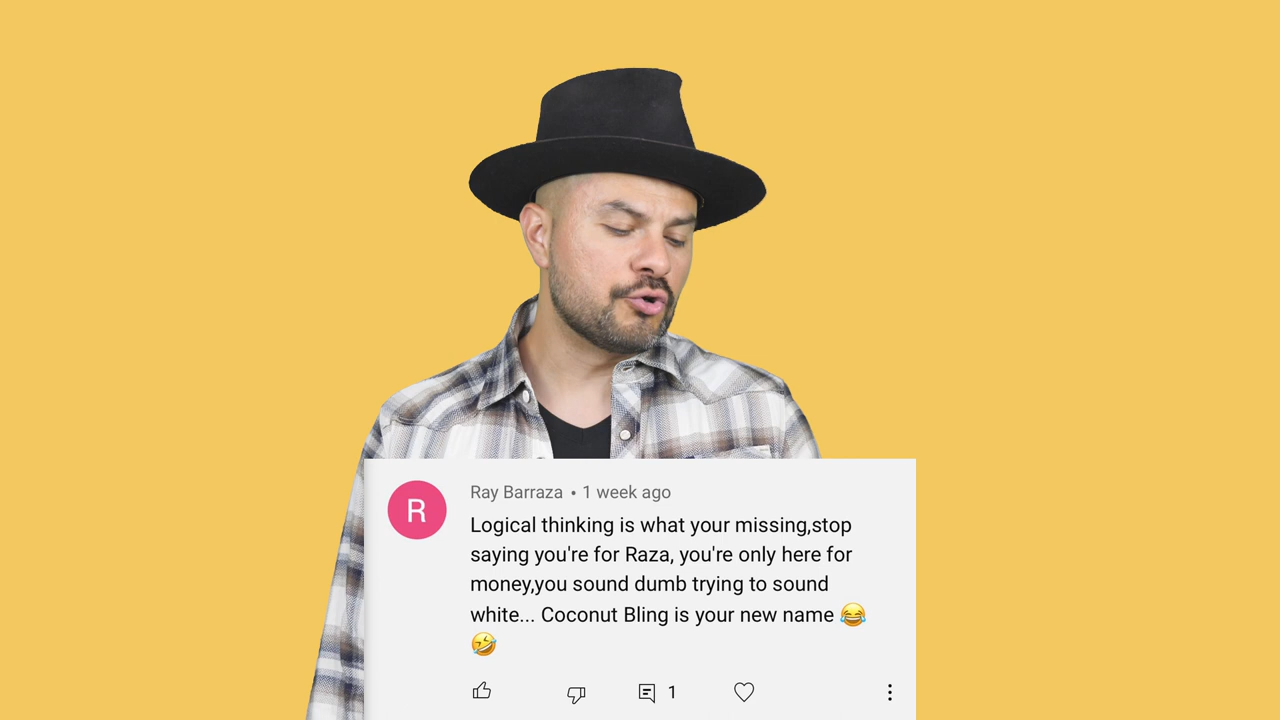 R
Ray Barraza • 1 week ago
Logical thinking is what your missing,stop
saying you're for Raza, you're only here for
money,you sound dumb trying to sound
white... Coconut Bling is your new name 😂
🤣
1